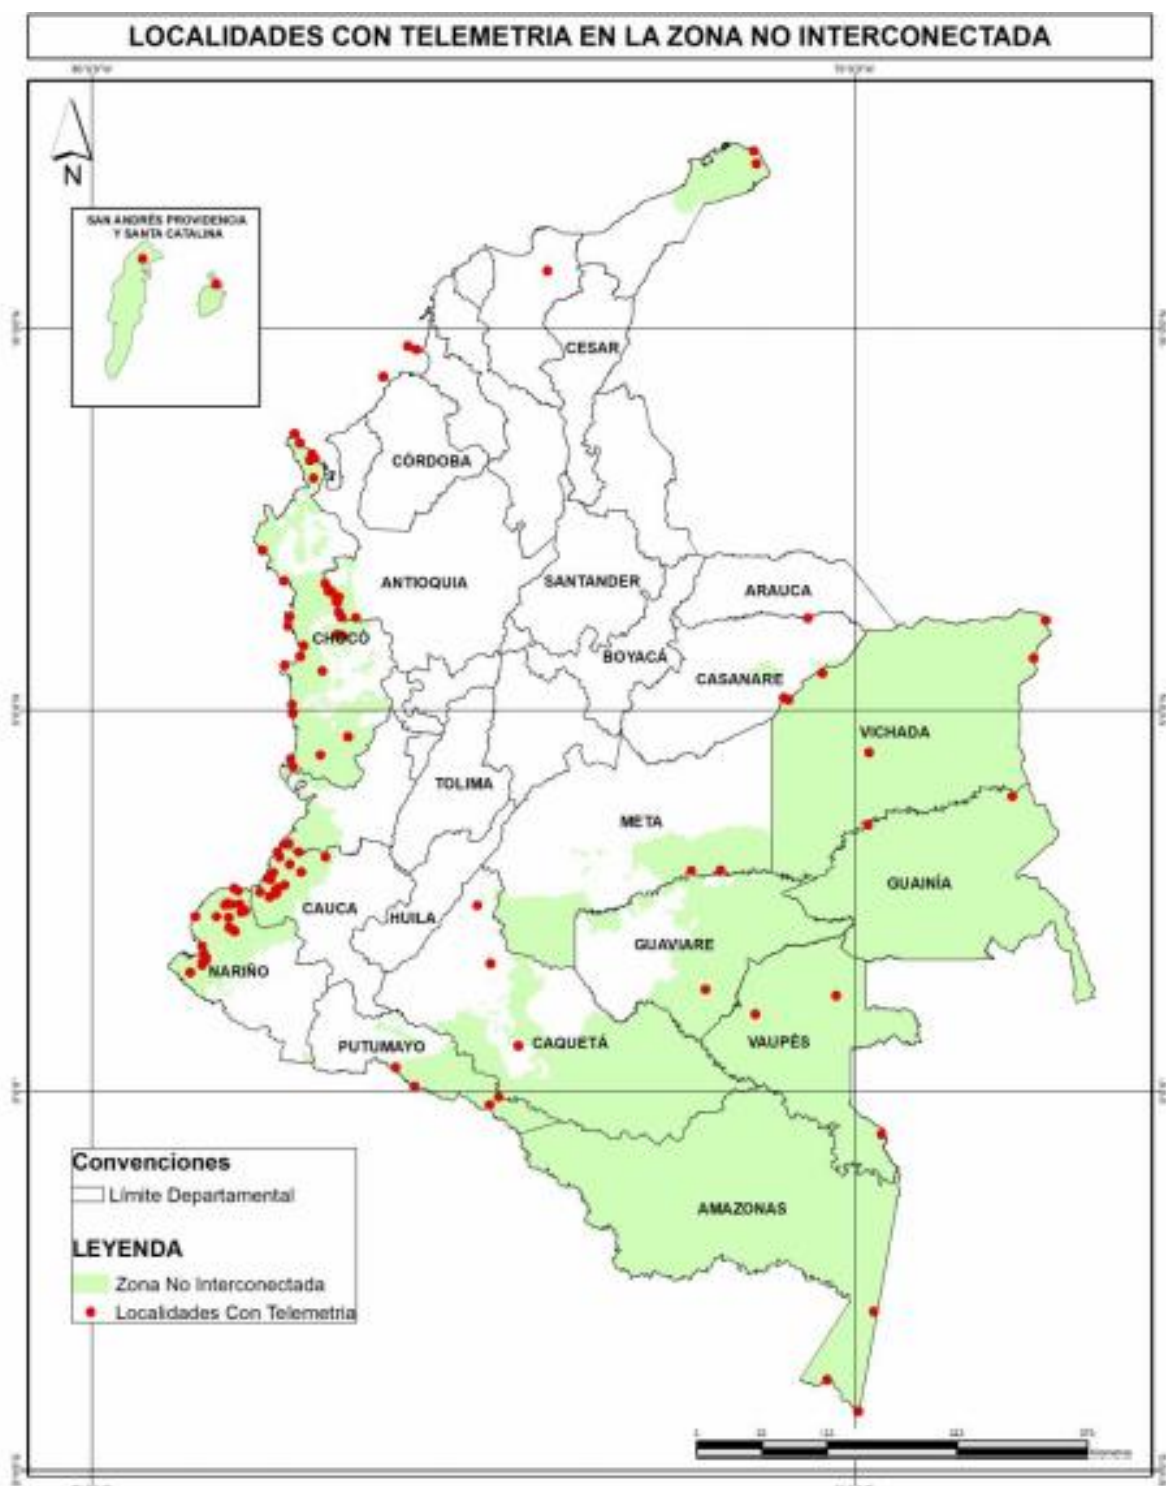 LOCALIDADES CON TELEMETRIA EN LA ZONA NO INTERCONECTADA
N
SAN ANDRÉS PROVIDENCIA
Y SANTA CATALINA
CESAR
CÓRDOBA
ANTIOQUIA
SANTANDER
ARAUCA
CHOCÓ
BOYACÁ
CASANARE
VICHADA
TOLIMA
META
GUAINÍA
CAUCA
HUILA
GUAVIARE
NARIÑO
PUTUMAYO
CAQUETÁ
VAUPÉS
AMAZONAS
Convenciones
Límite Departamental
LEYENDA
Zona No Interconectada
Localidades Con Telemetria